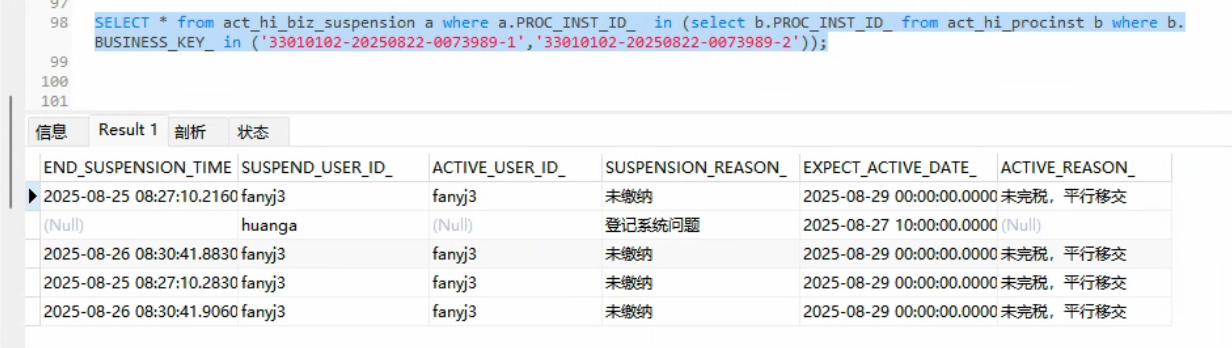 97
98 SELECT * from act_hi_biz_suspension a where a.PROC_INST_ID_ in (select b.PROC_INST_ID_ from act_hi_procinst b where b.
BUSINESS_KEY_ in ('33010102-20250822-0073989-1','33010102-20250822-0073989-2'));
99
100
101
信息 Result 1 剖析 状态
END_SUSPENSION_TIME SUSPEND_USER_ID_ ACTIVE_USER_ID_ SUSPENSION_REASON_ EXPECT_ACTIVE_DATE_ ACTIVE_REASON_
2025-08-25 08:27:10.2160 fanyj3 fanyj3 未缴纳 2025-08-29 00:00:00.0000 未完税，平行移交
(Null) huanga (Null) 登记系统问题 2025-08-27 10:00:00.0000 (Null)
2025-08-26 08:30:41.8830 fanyj3 fanyj3 未缴纳 2025-08-29 00:00:00.0000 未完税，平行移交
2025-08-25 08:27:10.2830 fanyj3 fanyj3 未缴纳 2025-08-29 00:00:00.0000 未完税，平行移交
2025-08-26 08:30:41.9060 fanyj3 fanyj3 未缴纳 2025-08-29 00:00:00.0000 未完税，平行移交